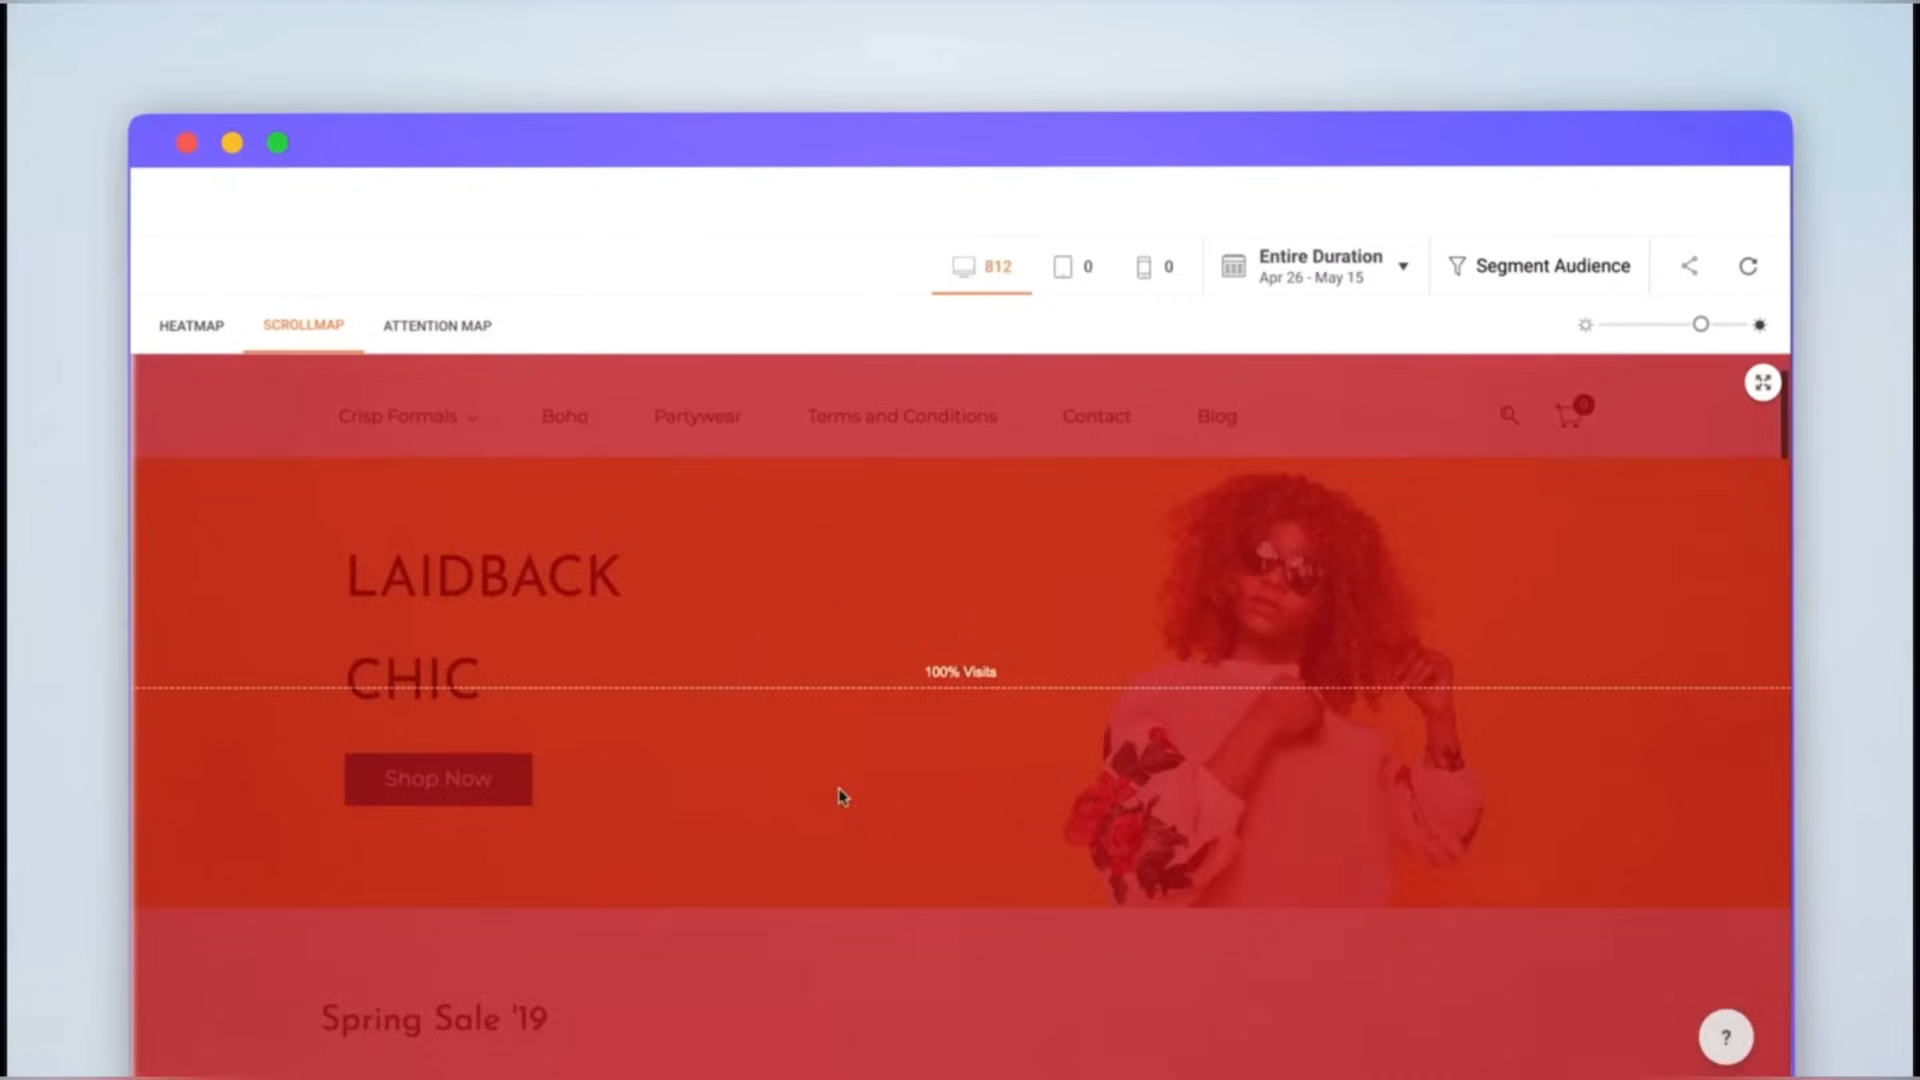 812
0
0
Entire Duration
Apr 26 - May 15
Segment Audience
HEATMAP
SCROLLMAP
ATTENTION MAP
Crisp Formals
Boho
Partywear
Terms and Conditions
Contact
Blog
0
LAIDBACK
CHIC
100% Visits
Shop Now
Spring Sale '19
?